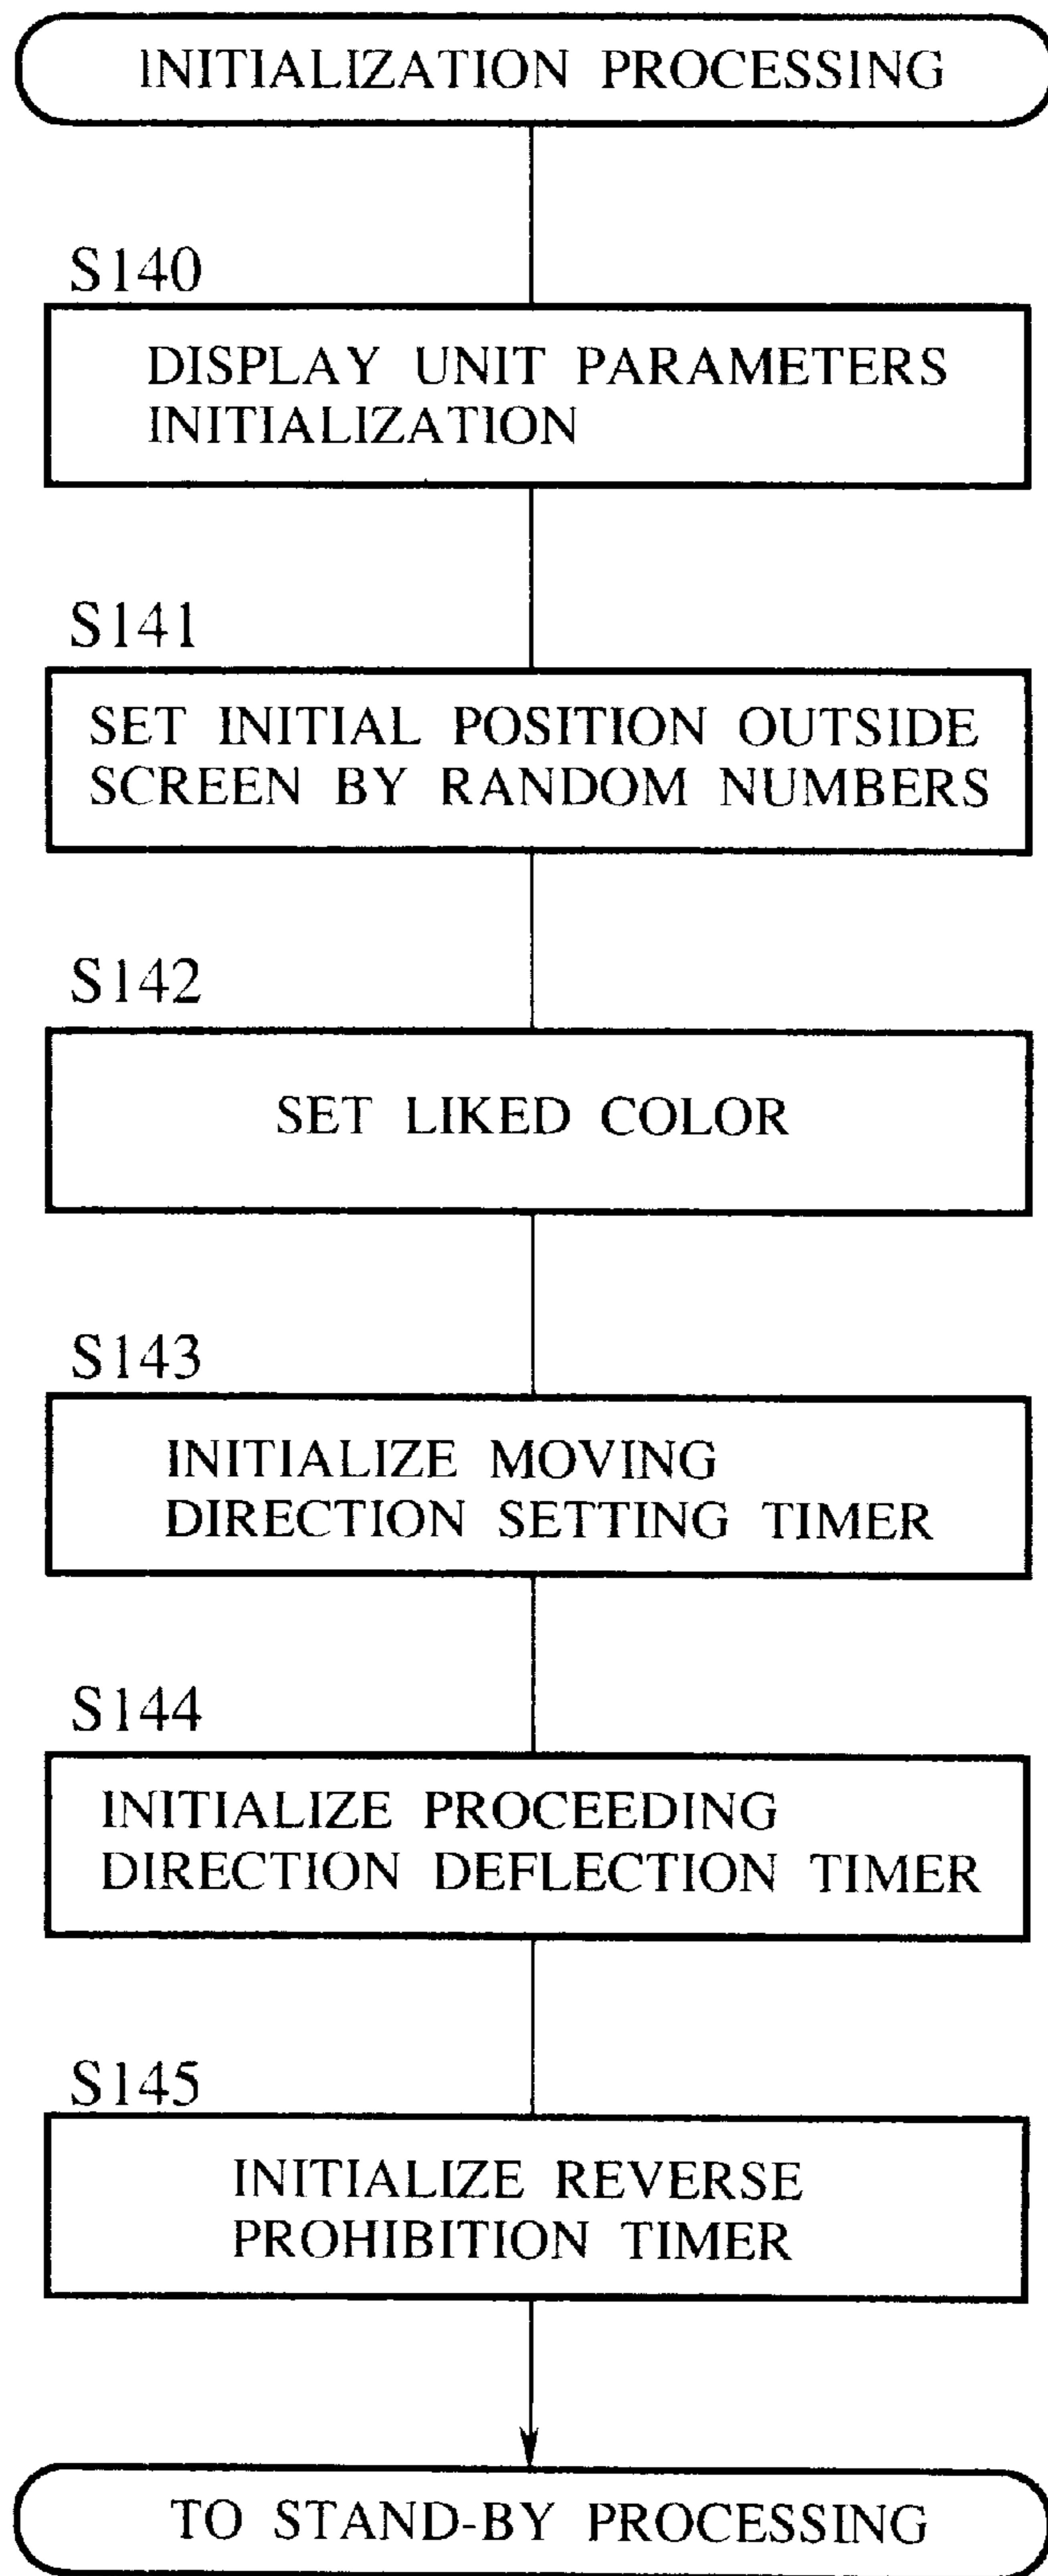 INITIALIZATION PROCESSING
S140
DISPLAY UNIT PARAMETERS
INITIALIZATION
S141
SET INITIAL POSITION OUTSIDE
SCREEN BY RANDOM NUMBERS
S142
SET LIKED COLOR
S143
INITIALIZE MOVING
DIRECTION SETTING TIMER
S144
INITIALIZE PROCEEDING
DIRECTION DEFLECTION TIMER
S145
INITIALIZE REVERSE
PROHIBITION TIMER
TO STAND-BY PROCESSING